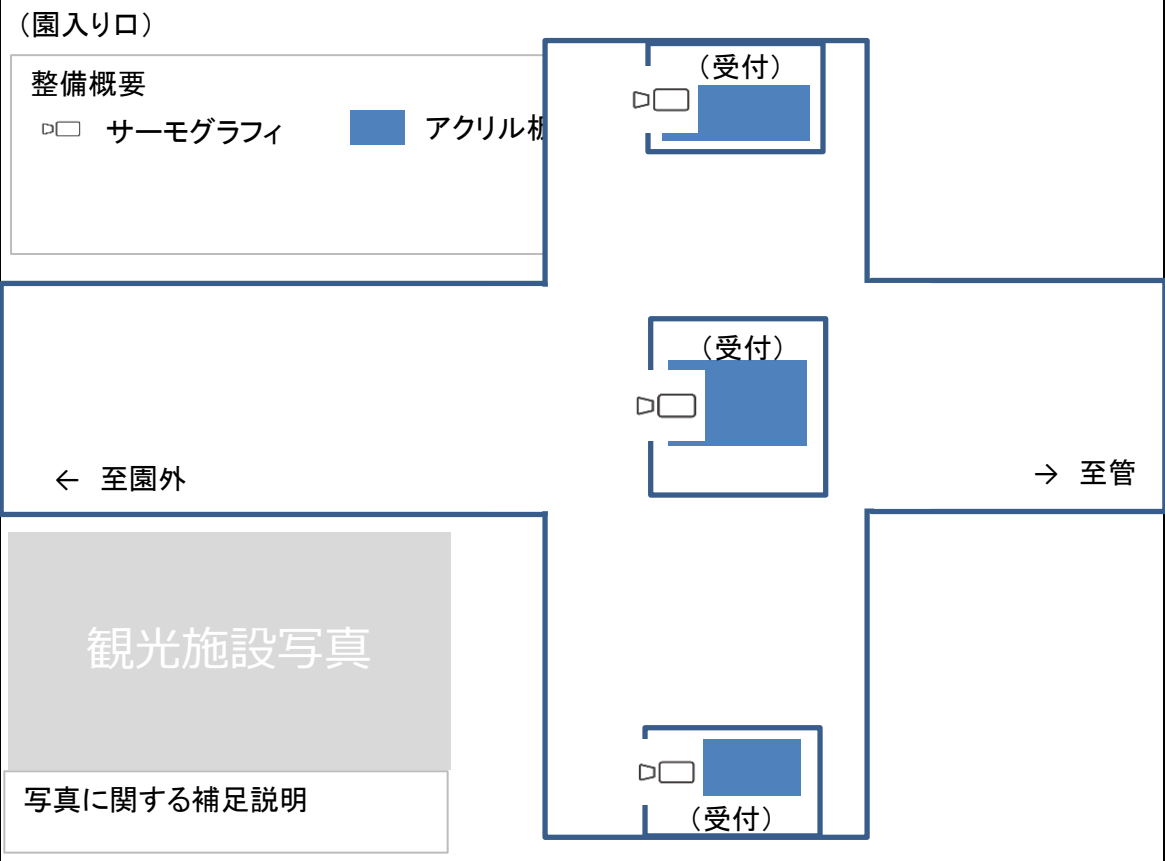 （園入り口）
整備概要
サーモグラフィ　アクリル板
（受付）
（受付）
← 至園外
→ 至管
観光施設写真
写真に関する補足説明
（受付）